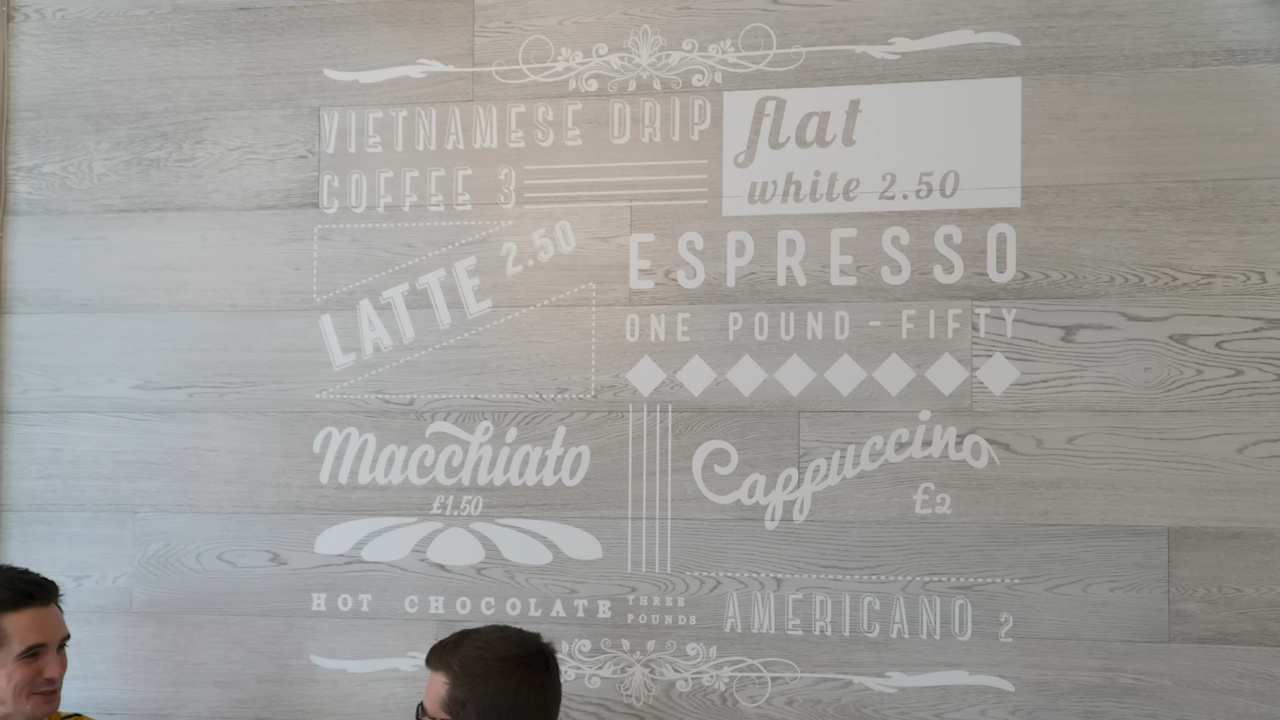 VIETNAMESE DRIP
COFFEE 3
flat
white 2.50
LATTE 2.50
ESPRESSO
ONE POUND-FIFTY
Macchiato
£1.50
Cappuccino
£2
HOT CHOCOLATE THREE
POUNDS
AMERICANO 2